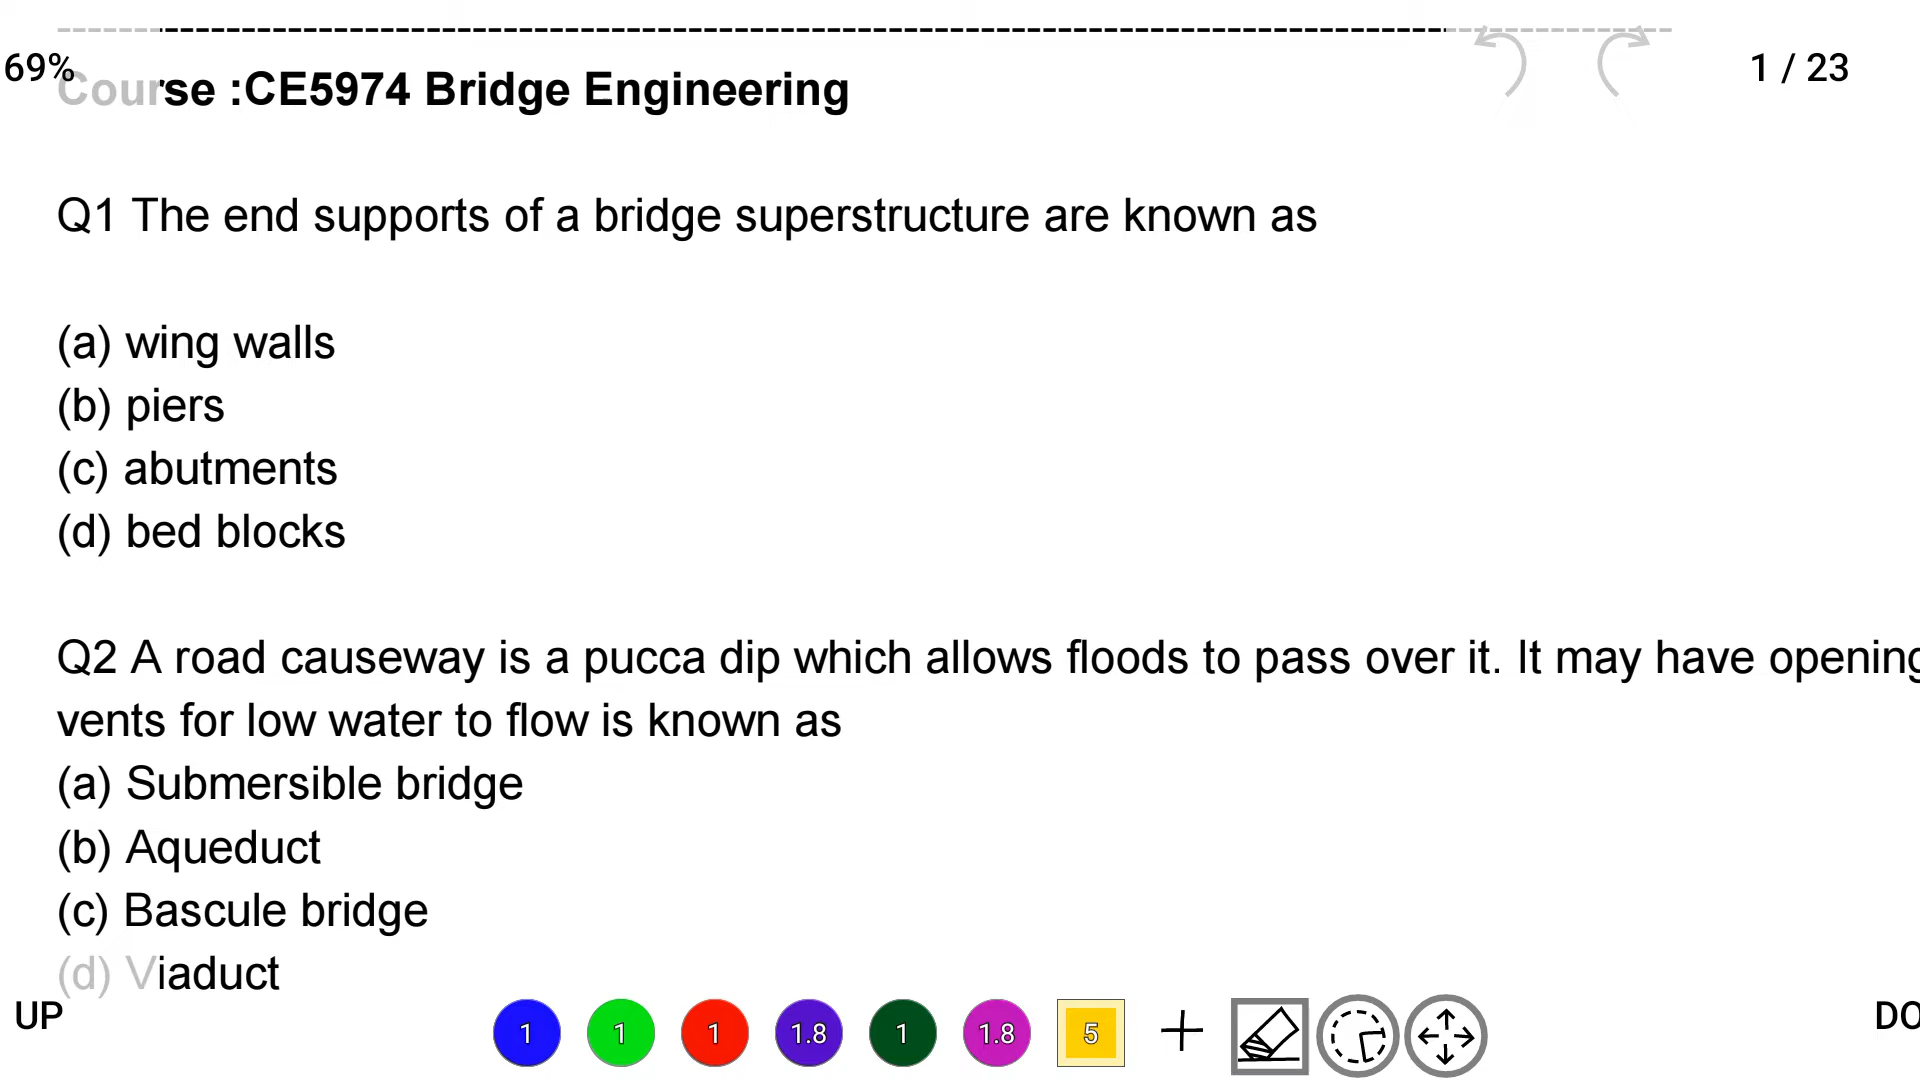 69%
Course :CE5974 Bridge Engineering
1 / 23
Q1 The end supports of a bridge superstructure are known as
(a) wing walls
(b) piers
(c) abutments
(d) bed blocks
Q2 A road causeway is a pucca dip which allows floods to pass over it. It may have opening
vents for low water to flow is known as
(a) Submersible bridge
(b) Aqueduct
(c) Bascule bridge
(d) Viaduct
UP
1 1 1 1.8 1 1.8 5
DO